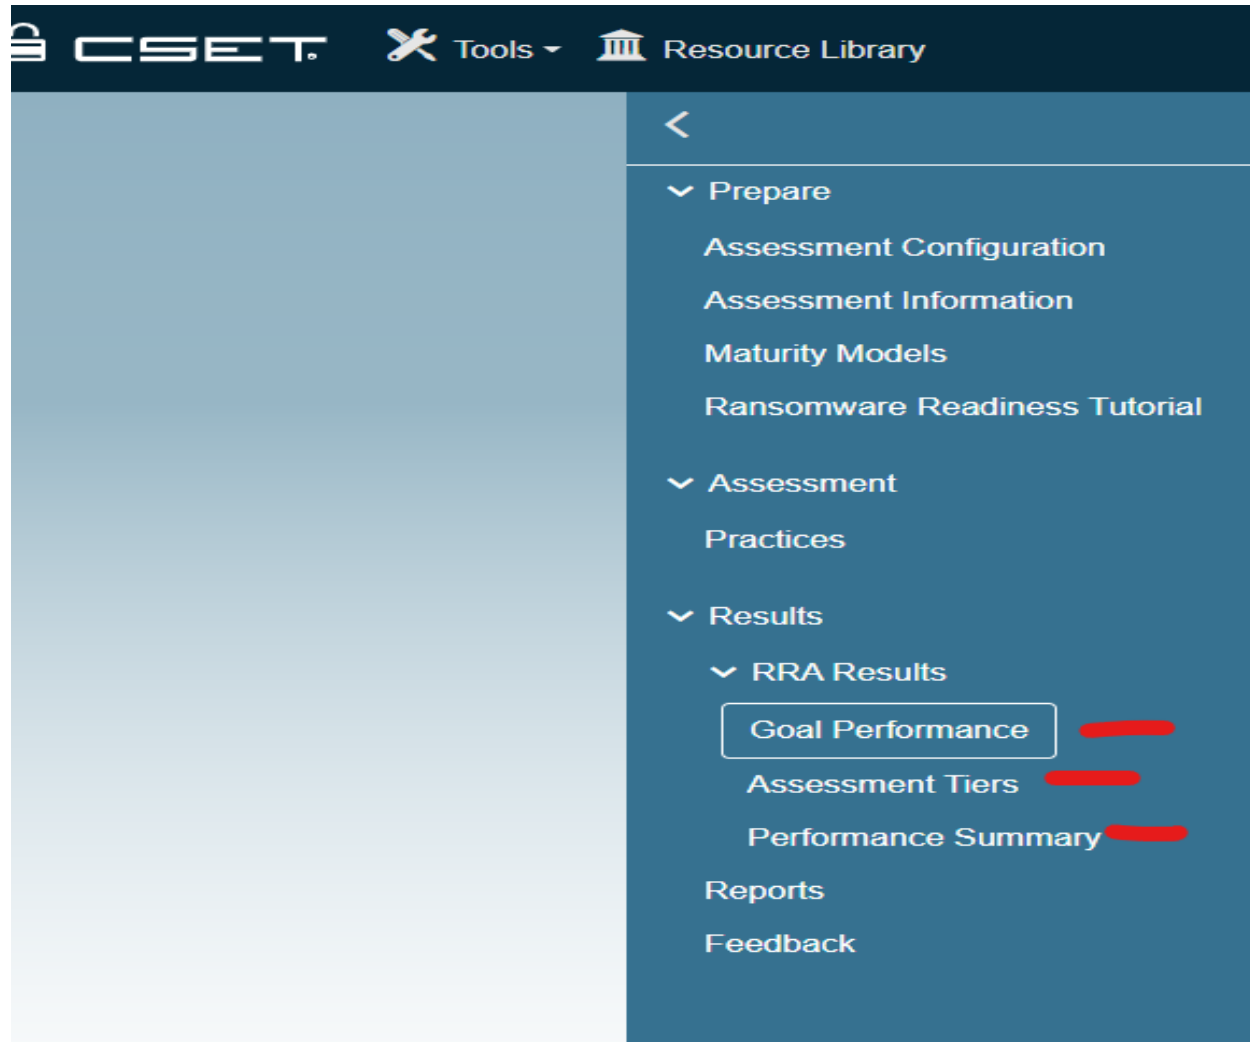 CSET. Tools Resource Library
Prepare
Assessment Configuration
Assessment Information
Maturity Models
Ransomware Readiness Tutorial
Assessment
Practices
Results
RRA Results
Goal Performance
Assessment Tiers
Performance Summary
Reports
Feedback